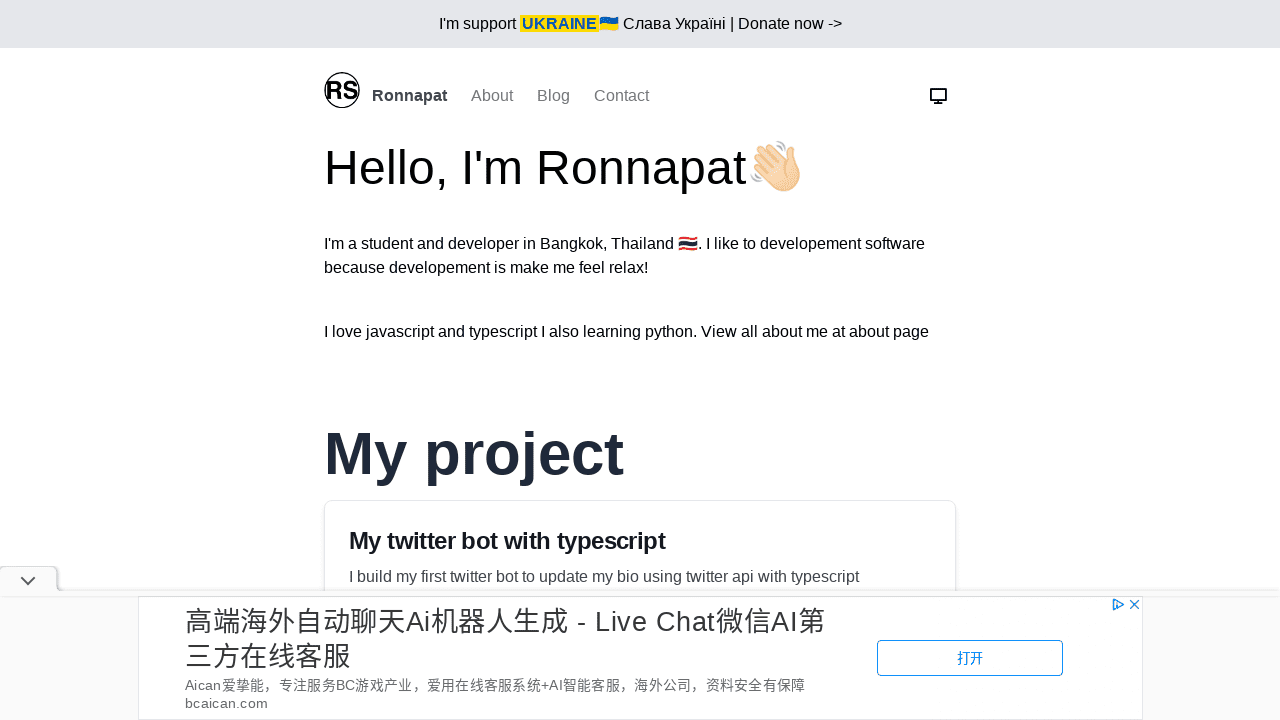 I'm support UKRAINE🇺🇦 Слава Україні | Donate now ->
RS Ronnapat About Blog Contact
Hello, I'm Ronnapat👋🏻
I'm a student and developer in Bangkok, Thailand 🇹🇭. I like to developement software
because developement is make me feel relax!
I love javascript and typescript I also learning python. View all about me at about page
My project
My twitter bot with typescript
I build my first twitter bot to update my bio using twitter api with typescript
高端海外自动聊天Ai机器人生成 - Live Chat微信AI第
三方在线客服
Aican爱挚能，专注服务BC游戏产业，爱用在线客服系统+AI智能客服，海外公司，资料安全有保障
bcaican.com
打开